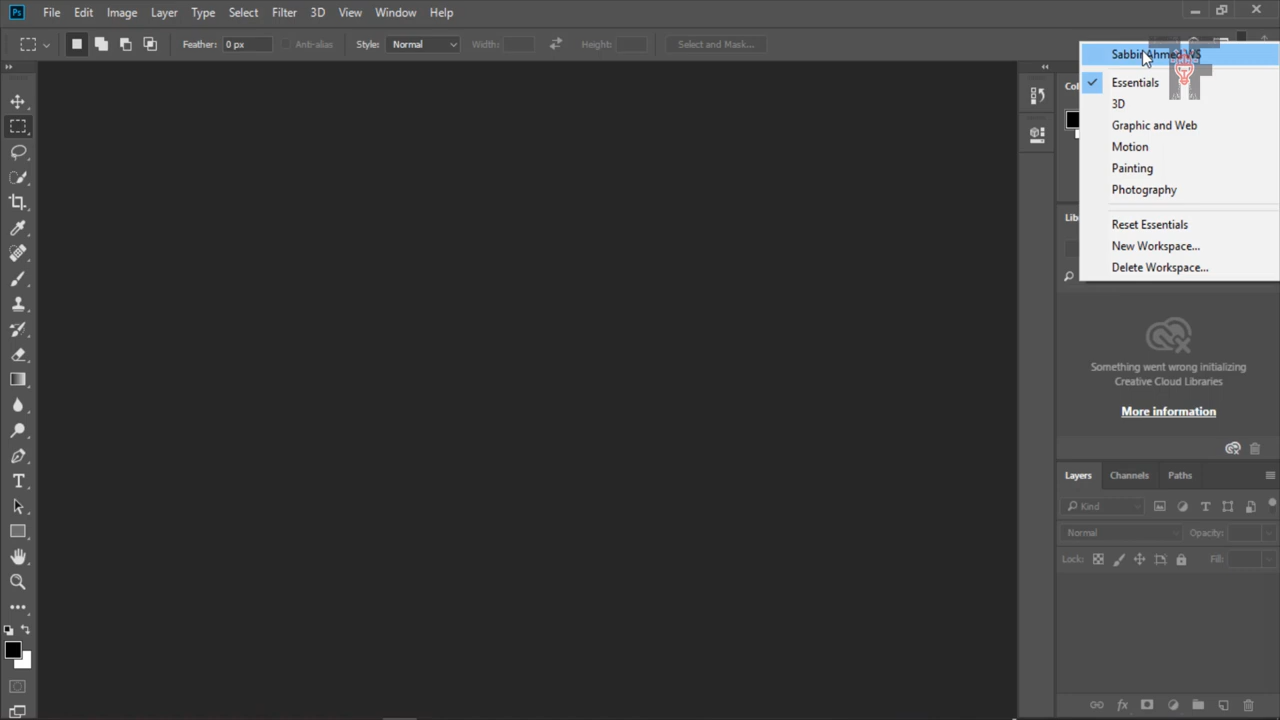 Ps File Edit Image Layer Type Select Filter 3D View Window Help
Feather: 0 px Anti-alias Style: Normal Width: Height: Select and Mask...
Sabbir Ahmed WS
Essentials
3D
Graphic and Web
Motion
Painting
Photography
Reset Essentials
New Workspace...
Delete Workspace...
Something went wrong initializing
Creative Cloud Libraries
More information
Layers Channels Paths
Kind
Normal Opacity:
Lock: Fill: